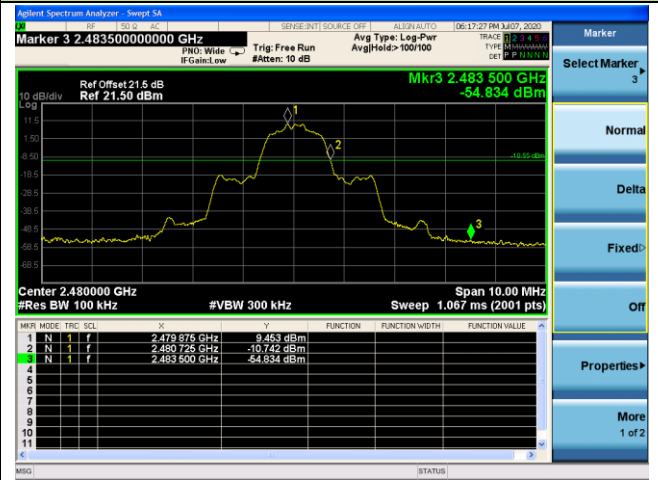 Agilent Spectrum Analyzer - Swept SA
RF 50 Ω AC SENSE:INT SOURCE OFF ALIGN AUTO 06:17:27 PM Jul 07, 2020
Marker 3 2.483500000000 GHz
PNO: Wide Trig: Free Run Avg Type: Log-Pwr TRACE 1 2 3 4 5 6
IFGain:Low #Atten: 10 dB Avg|Hold:>100/100 TYPE MMWWWW
DET P P N N N N
Ref Offset 21.5 dB Mkr3 2.483 500 GHz
10 dB/div Ref 21.50 dBm -54.834 dBm
Log
11.5
1.50
-8.50
-18.5
-28.5
-38.5
-48.5
-58.5
-68.5
1
2
3
-10.55 dBm
Center 2.480000 GHz Span 10.00 MHz
#Res BW 100 kHz #VBW 300 kHz Sweep 1.067 ms (2001 pts)
MKR MODE TRC SCL X Y FUNCTION FUNCTION WIDTH FUNCTION VALUE
1 N 1 f 2.479 875 GHz 9.453 dBm
2 N 1 f 2.480 725 GHz -10.742 dBm
3 N 1 f 2.483 500 GHz -54.834 dBm
4
5
6
7
8
9
10
11
MSG STATUS
Marker
Select Marker
3
Normal
Delta
Fixed
Off
Properties
More
1 of 2